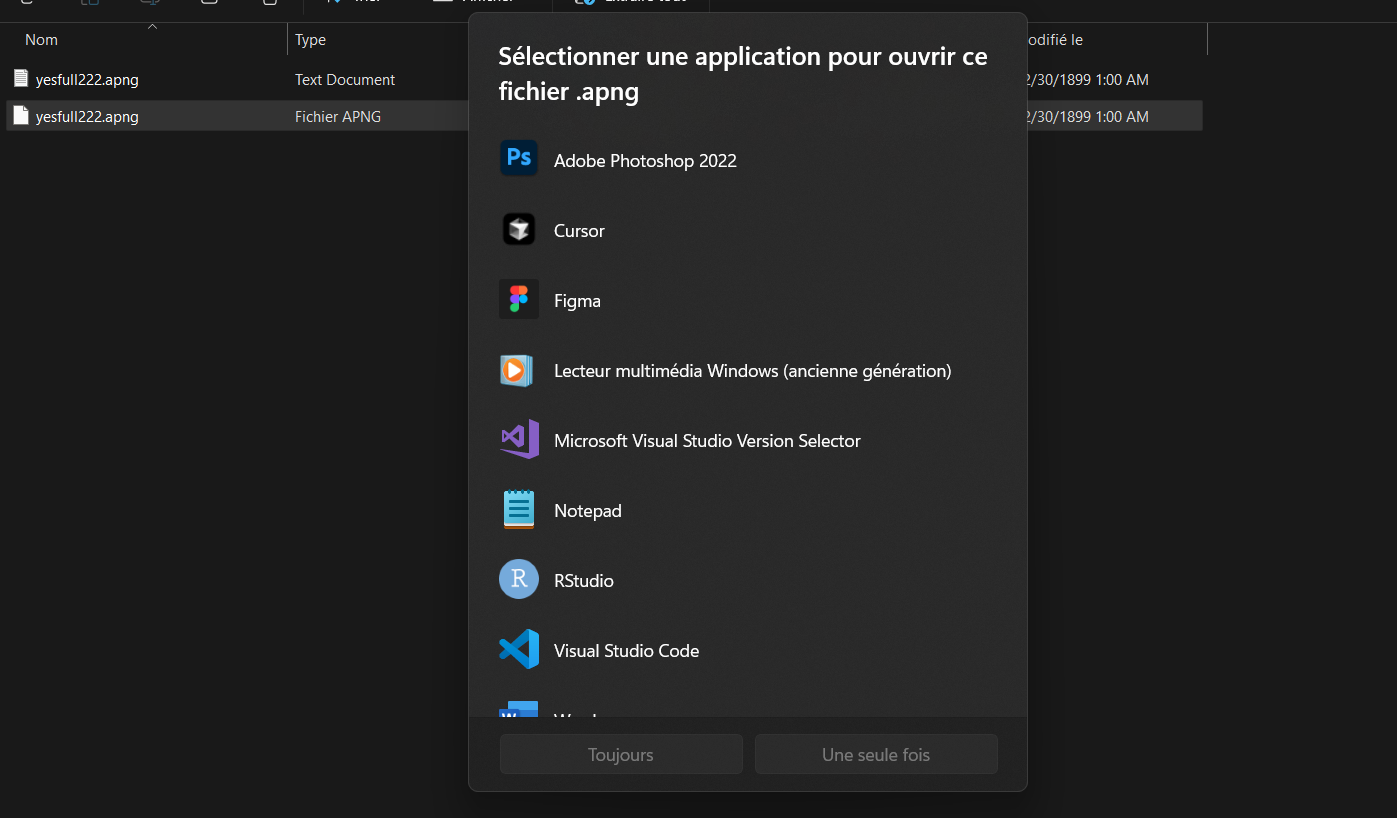 Nom
Type
odifié le
yesfull222.apng
Text Document
2/30/1899 1:00 AM
yesfull222.apng
Fichier APNG
2/30/1899 1:00 AM
Sélectionner une application pour ouvrir ce
fichier .apng
Ps
Adobe Photoshop 2022
Cursor
Figma
Lecteur multimédia Windows (ancienne génération)
Microsoft Visual Studio Version Selector
Notepad
R
RStudio
Visual Studio Code
Toujours
Une seule fois